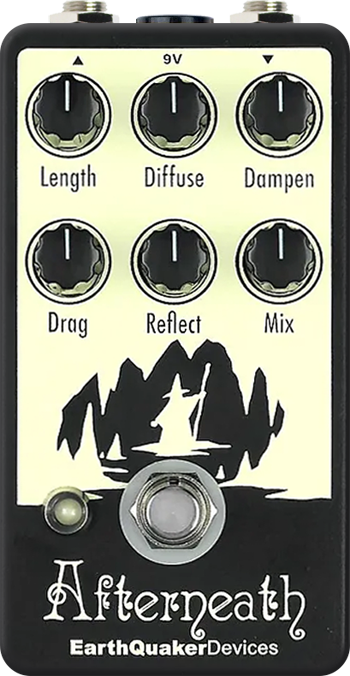 ▲ 9V ▼
Length Diffuse Dampen
Drag Reflect Mix
Afterneath
EarthQuakerDevices